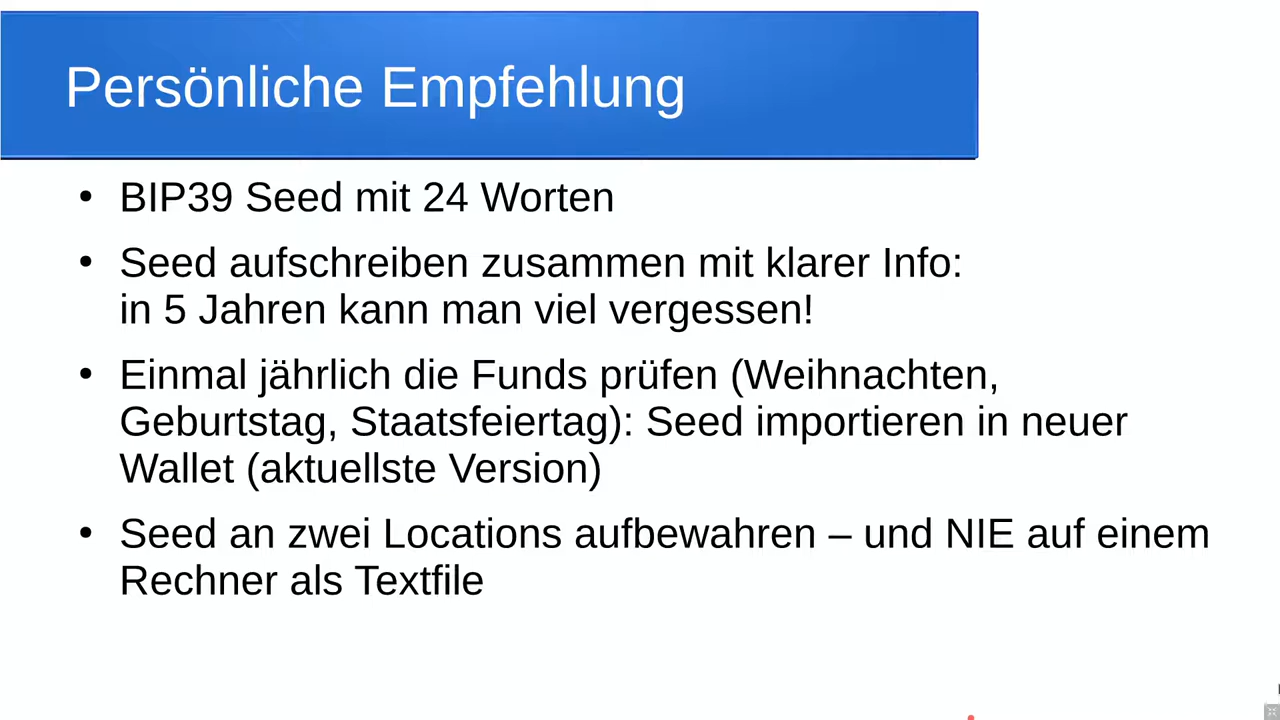 Persönliche Empfehlung
• BIP39 Seed mit 24 Worten
• Seed aufschreiben zusammen mit klarer Info:
in 5 Jahren kann man viel vergessen!
• Einmal jährlich die Funds prüfen (Weihnachten,
Geburtstag, Staatsfeiertag): Seed importieren in neuer
Wallet (aktuellste Version)
• Seed an zwei Locations aufbewahren – und NIE auf einem
Rechner als Textfile